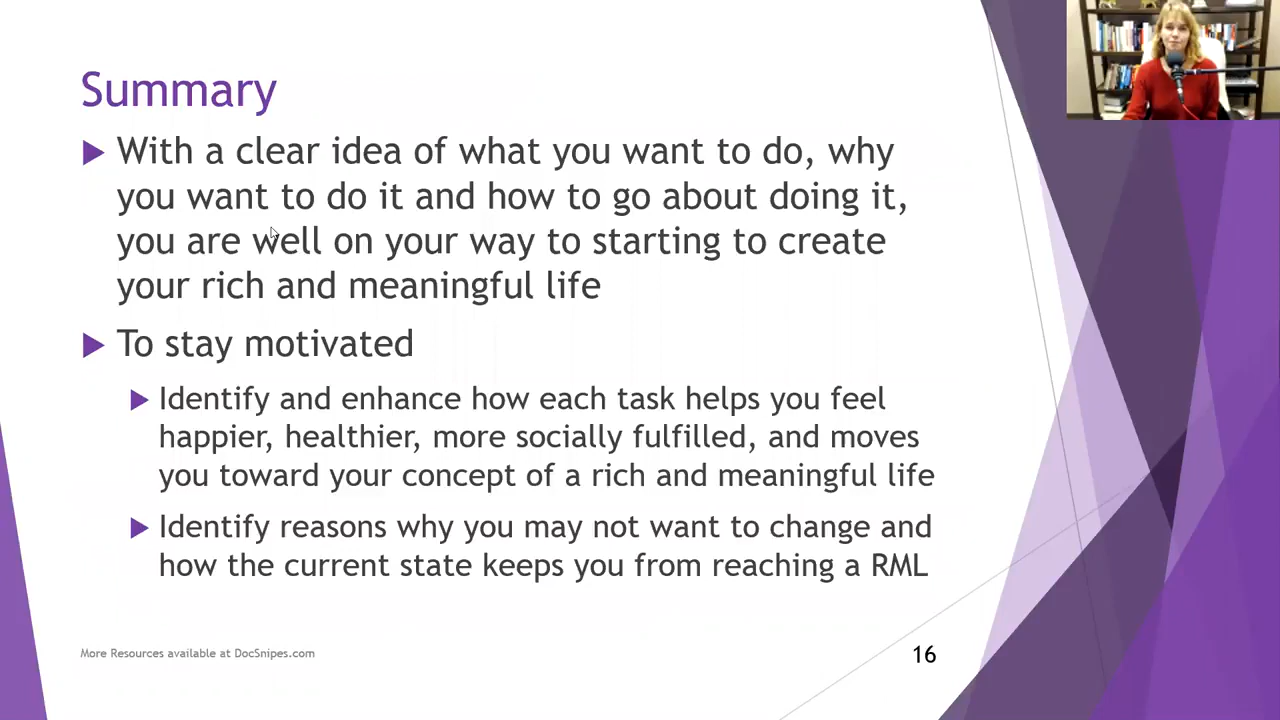 Summary
With a clear idea of what you want to do, why
you want to do it and how to go about doing it,
you are well on your way to starting to create
your rich and meaningful life
To stay motivated
Identify and enhance how each task helps you feel
happier, healthier, more socially fulfilled, and moves
you toward your concept of a rich and meaningful life
Identify reasons why you may not want to change and
how the current state keeps you from reaching a RML
More Resources available at DocSnipes.com
16